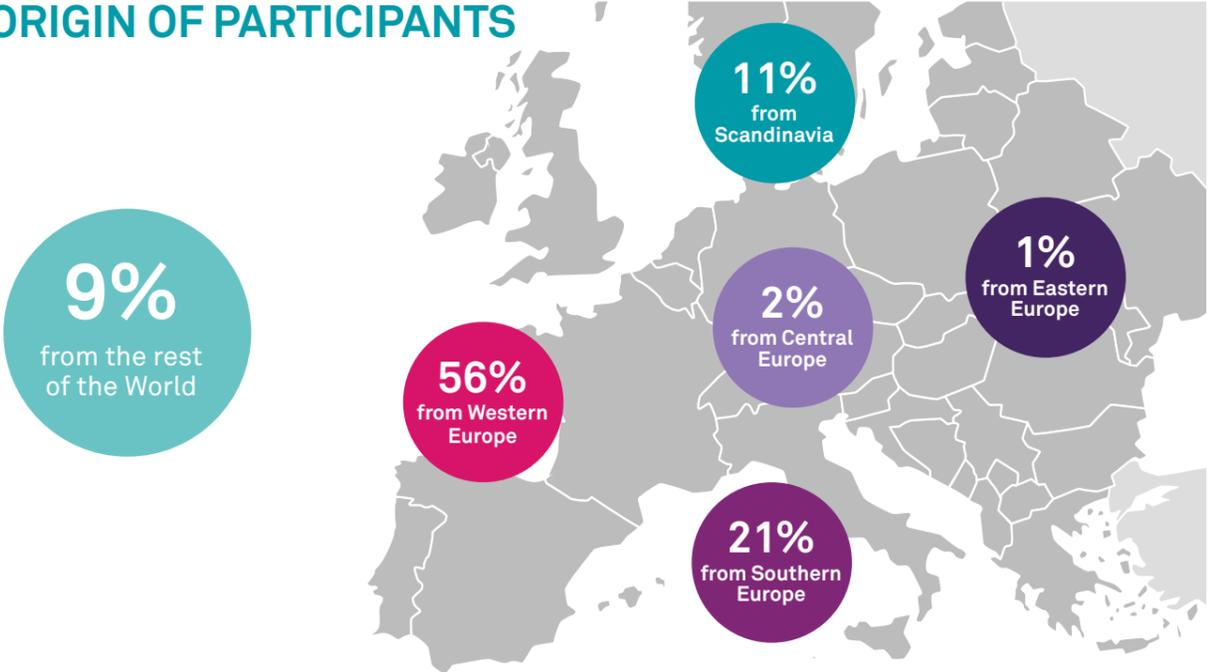 ORIGIN OF PARTICIPANTS
11%
from
Scandinavia
9%
from the rest
of the World
1%
from Eastern
Europe
2%
from Central
Europe
56%
from Western
Europe
21%
from Southern
Europe